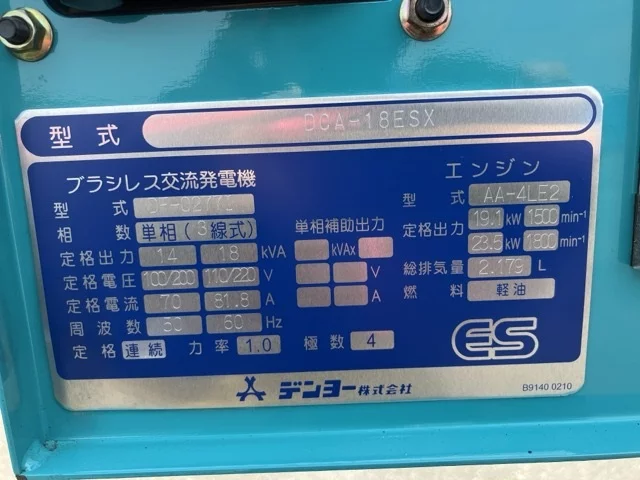 型式 DCA-18ESX
ブラシレス交流発電機
型式
相数 単相(3線式)
定格出力 14 18 kVA
定格電圧 100/200 110/220 V
定格電流 70 81.8 A
周波数 50 60 Hz
定格 連続 力率 1.0 極数 4
単相補助出力
kVAx
V
A
エンジン
型式 AA-4LE2
定格出力 19.1 kW 1500 min⁻¹
23.5 kW 1800 min⁻¹
総排気量 2.179 L
燃料 軽油
ES
デンヨー株式会社
B9140 0210